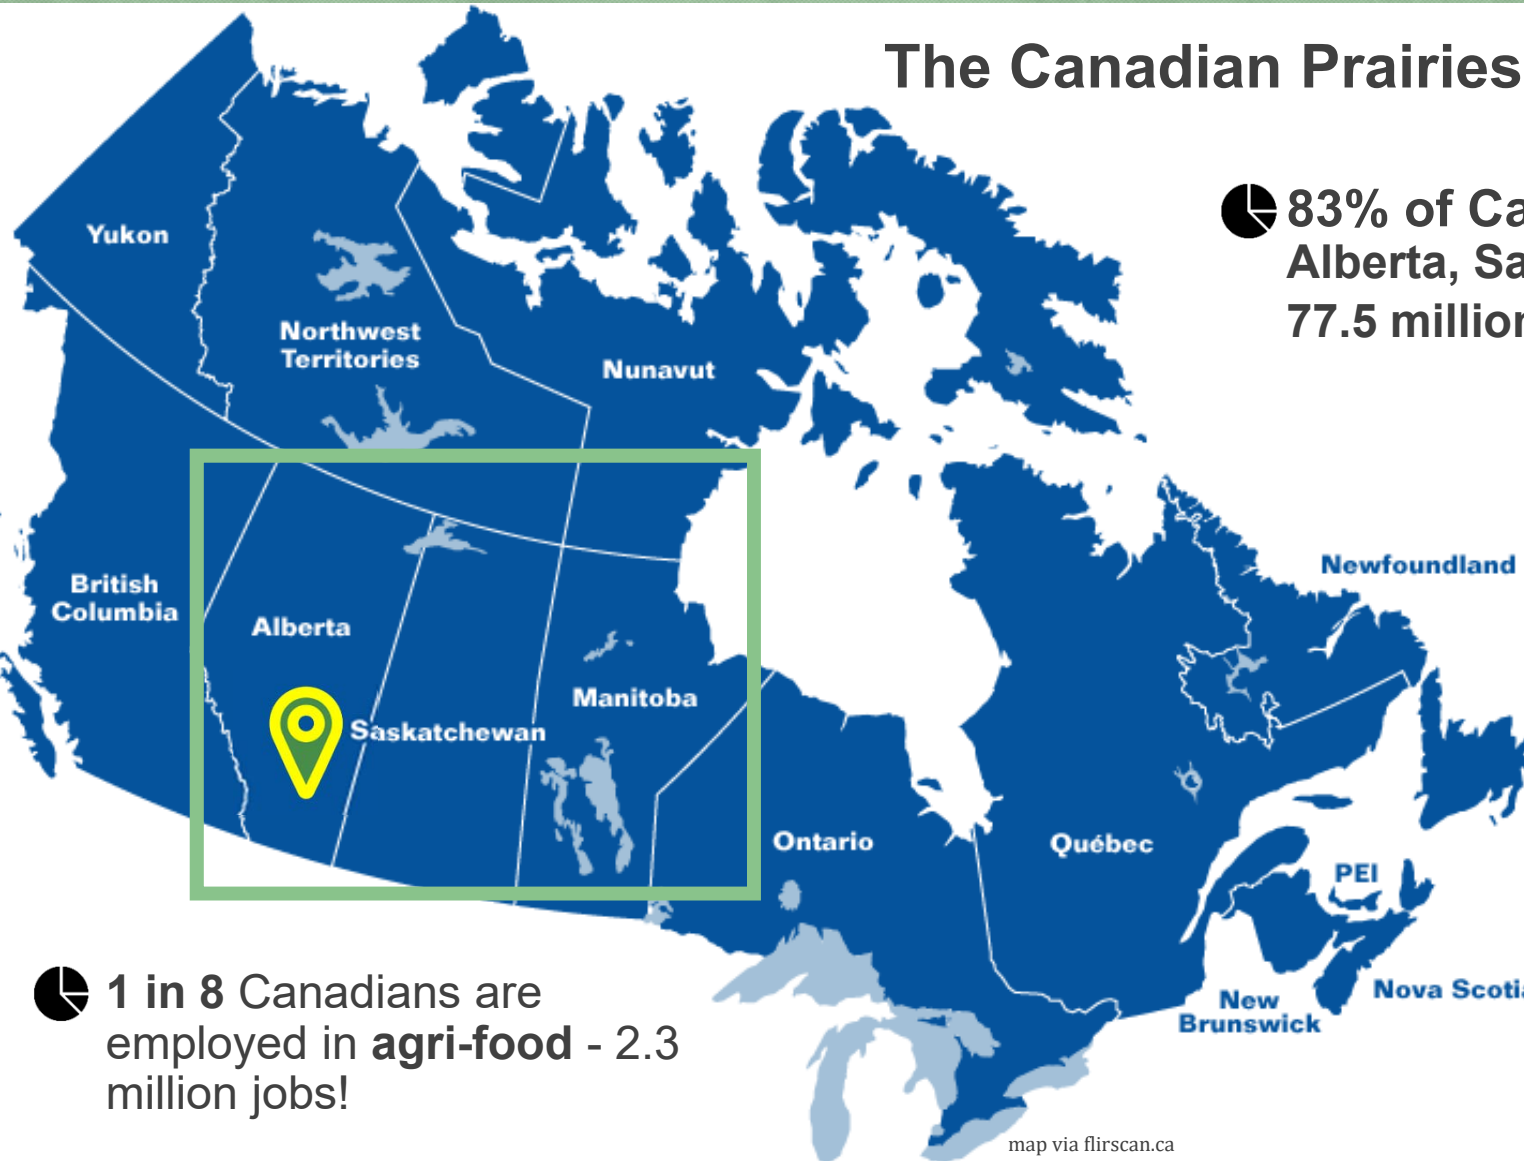 The Canadian Prairies
83% of Ca
Alberta, Sa
77.5 million
Yukon
Northwest
Territories
Nunavut
British
Columbia
Alberta
Saskatchewan
Manitoba
Ontario
Québec
Newfoundland
PEI
New
Brunswick
Nova Scotia
1 in 8 Canadians are
employed in agri-food - 2.3
million jobs!
map via flirscan.ca